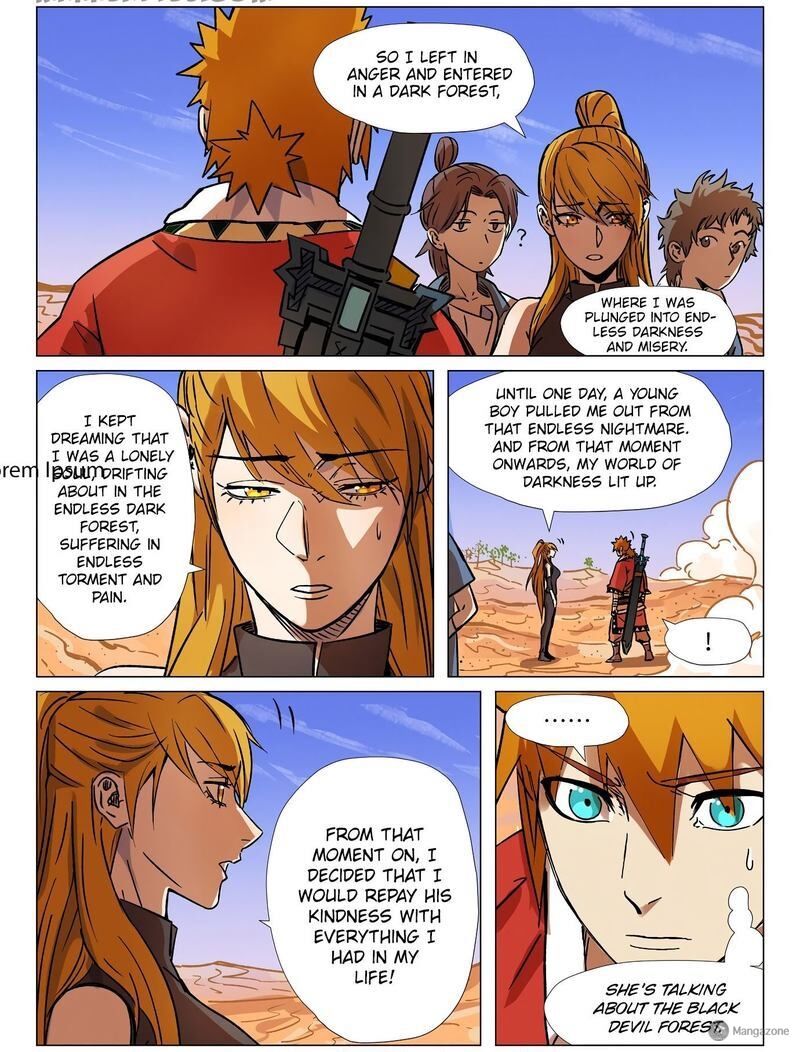 SO I LEFT IN
ANGER AND ENTERED
IN A DARK FOREST,
?
WHERE I WAS
PLUNGED INTO END-
LESS DARKNESS
AND MISERY.
I KEPT
DREAMING THAT
I WAS A LONELY
SOUL, DRIFTING
ABOUT IN THE
ENDLESS DARK
FOREST,
SUFFERING IN
ENDLESS
TORMENT AND
PAIN.
orem Ipsum
UNTIL ONE DAY, A YOUNG
BOY PULLED ME OUT FROM
THAT ENDLESS NIGHTMARE.
AND FROM THAT MOMENT
ONWARDS, MY WORLD OF
DARKNESS LIT UP.
!
FROM THAT
MOMENT ON, I
DECIDED THAT I
WOULD REPAY HIS
KINDNESS WITH
EVERYTHING I
HAD IN MY
LIFE!
......
SHE'S TALKING
ABOUT THE BLACK
DEVIL FOREST.
Mangazone